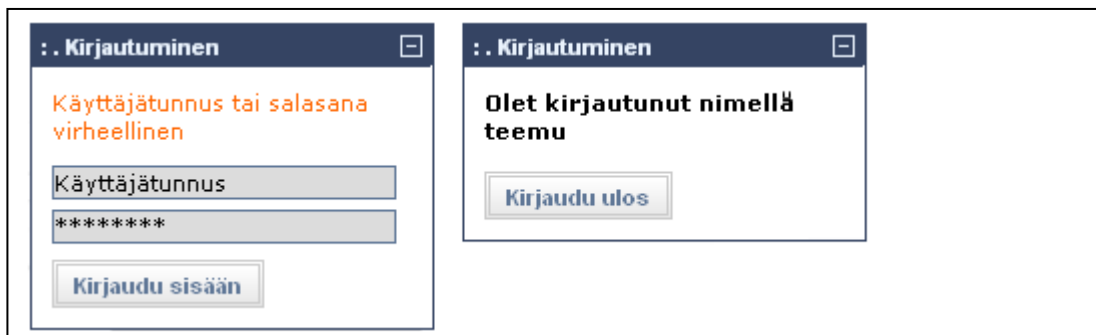 :. Kirjautuminen
Käyttäjätunnus tai salasana
virheellinen
Käyttäjätunnus
********
Kirjaudu sisään
:. Kirjautuminen
Olet kirjautunut nimellä
teemu
Kirjaudu ulos